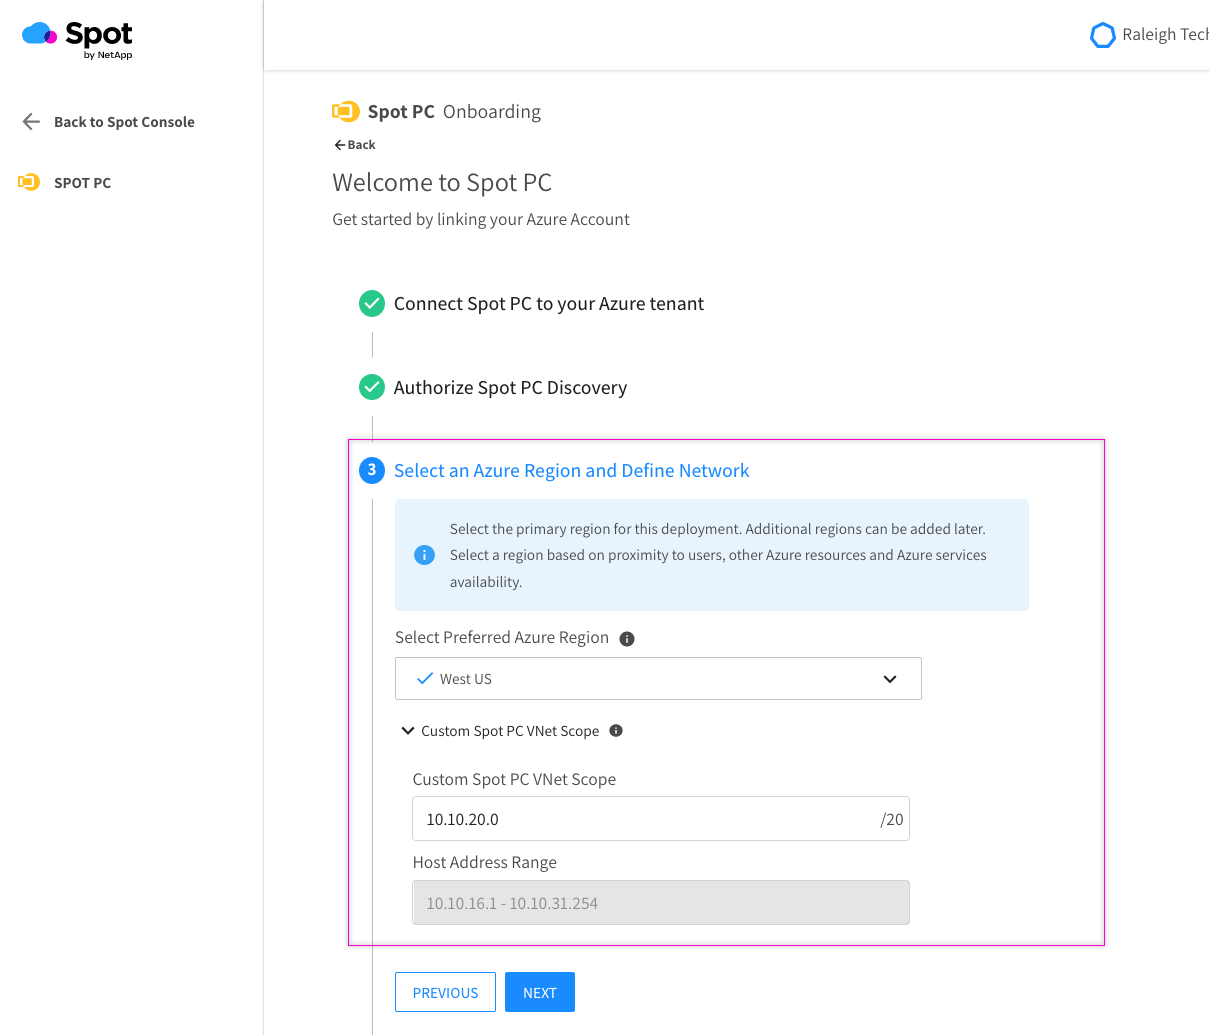 Spot
by NetApp
Raleigh Tech
Back to Spot Console
SPOT PC
Spot PC Onboarding
Back
Welcome to Spot PC
Get started by linking your Azure Account
Connect Spot PC to your Azure tenant
Authorize Spot PC Discovery
3 Select an Azure Region and Define Network
Select the primary region for this deployment. Additional regions can be added later.
Select a region based on proximity to users, other Azure resources and Azure services
availability.
Select Preferred Azure Region
West US
Custom Spot PC VNet Scope
Custom Spot PC VNet Scope
10.10.20.0 /20
Host Address Range
10.10.16.1 - 10.10.31.254
PREVIOUS NEXT